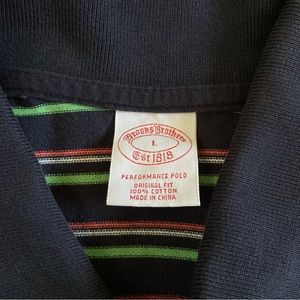 Brooks Brothers
L
Est. 1818
PERFORMANCE POLO
ORIGINAL FIT
100% COTTON
MADE IN CHINA